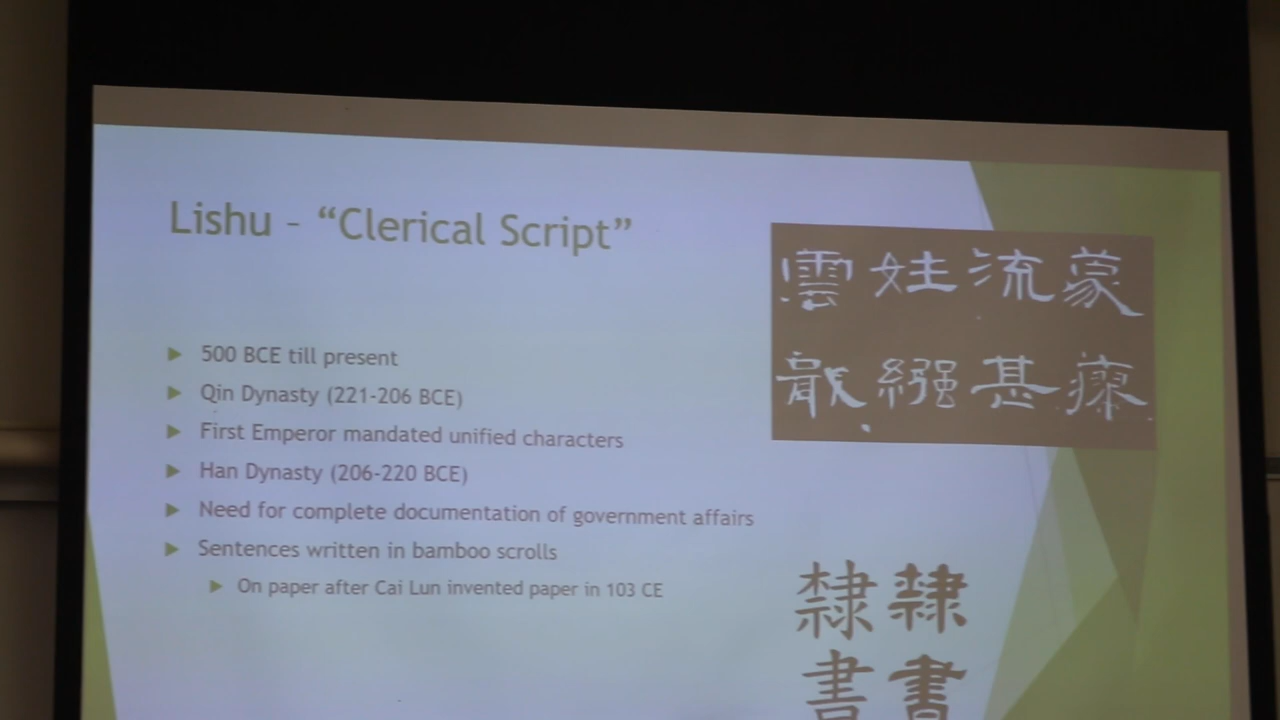 Lishu – “Clerical Script”
500 BCE till present
Qin Dynasty (221-206 BCE)
First Emperor mandated unified characters
Han Dynasty (206-220 BCE)
Need for complete documentation of government affairs
Sentences written in bamboo scrolls
On paper after Cai Lun invented paper in 103 CE
流
甚
隸 隸
書 書